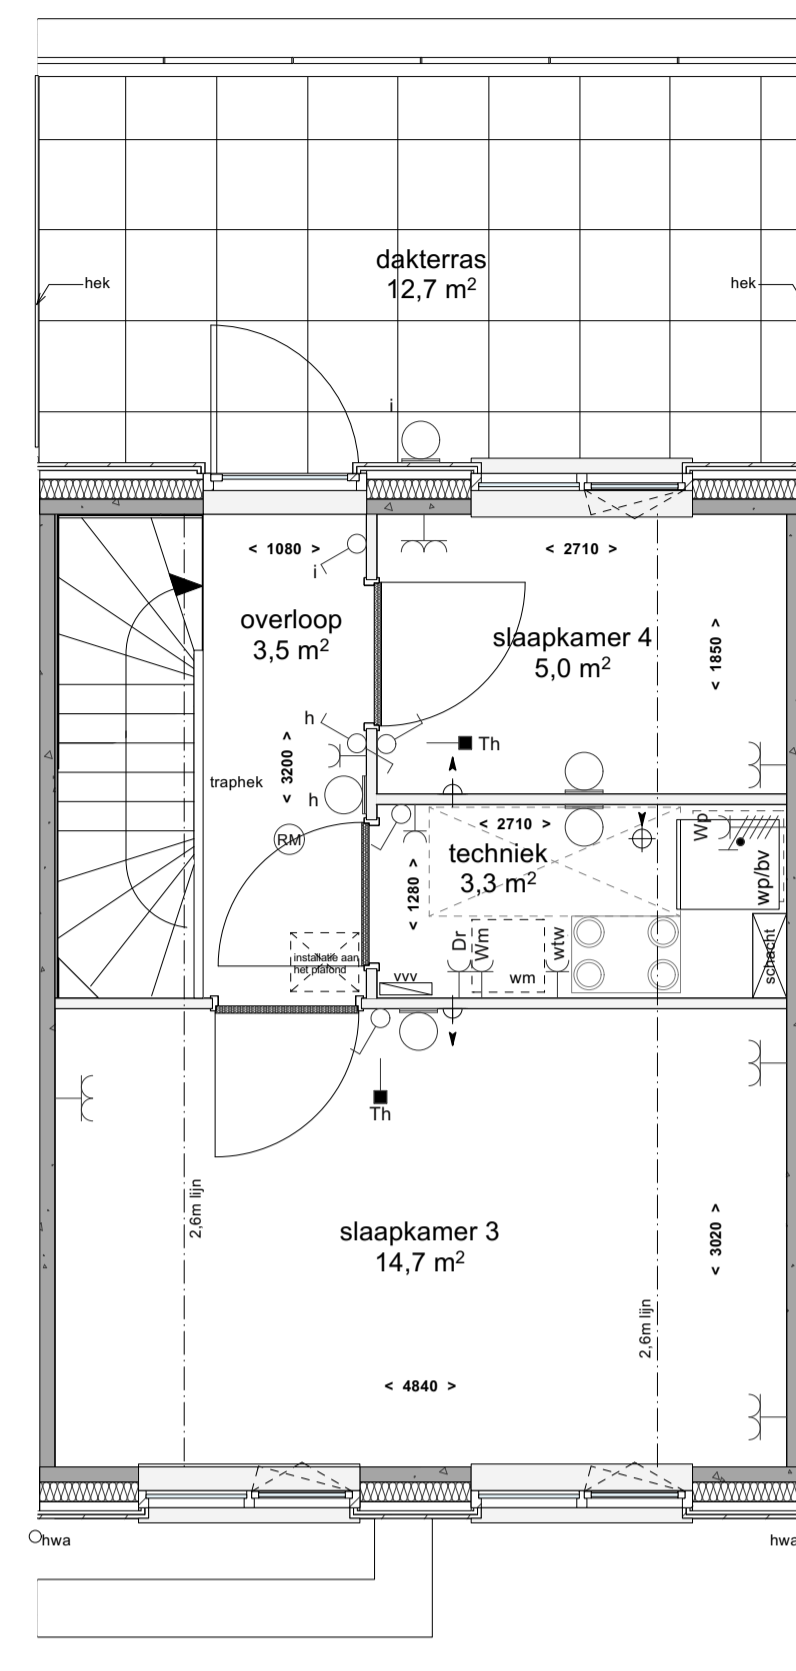 dakterras
12,7 m²
hek
hek
i
< 1080 >
i
< 2710 >
overloop
3,5 m²
slaapkamer 4
5,0 m²
< 1850 >
h
Th
< 3200 >
traphek
h
RM
< 2710 >
Wp
techniek
3,3 m²
wp/bv
< 1280 >
Dr
Wm
wtw
schacht
installatie aan
het plafond
vvv
wm
Th
2,6m lijn
slaapkamer 3
14,7 m²
< 3020 >
2,6m lijn
< 4840 >
hwa
hwa